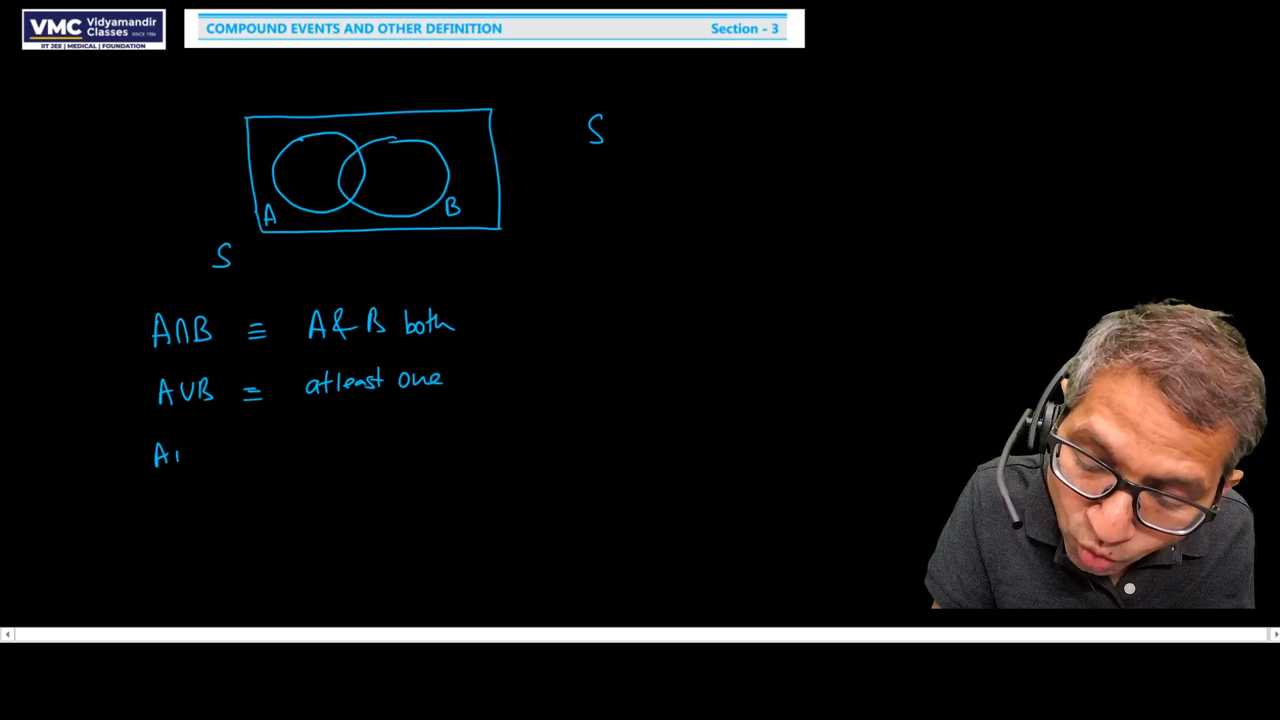 VMC Vidyamandir Classes SINCE 1986
IIT JEE | MEDICAL | FOUNDATION
COMPOUND EVENTS AND OTHER DEFINITION Section - 3
S
A B
S
A∩B ≡ A & B both
A∪B ≡ atleast one
A